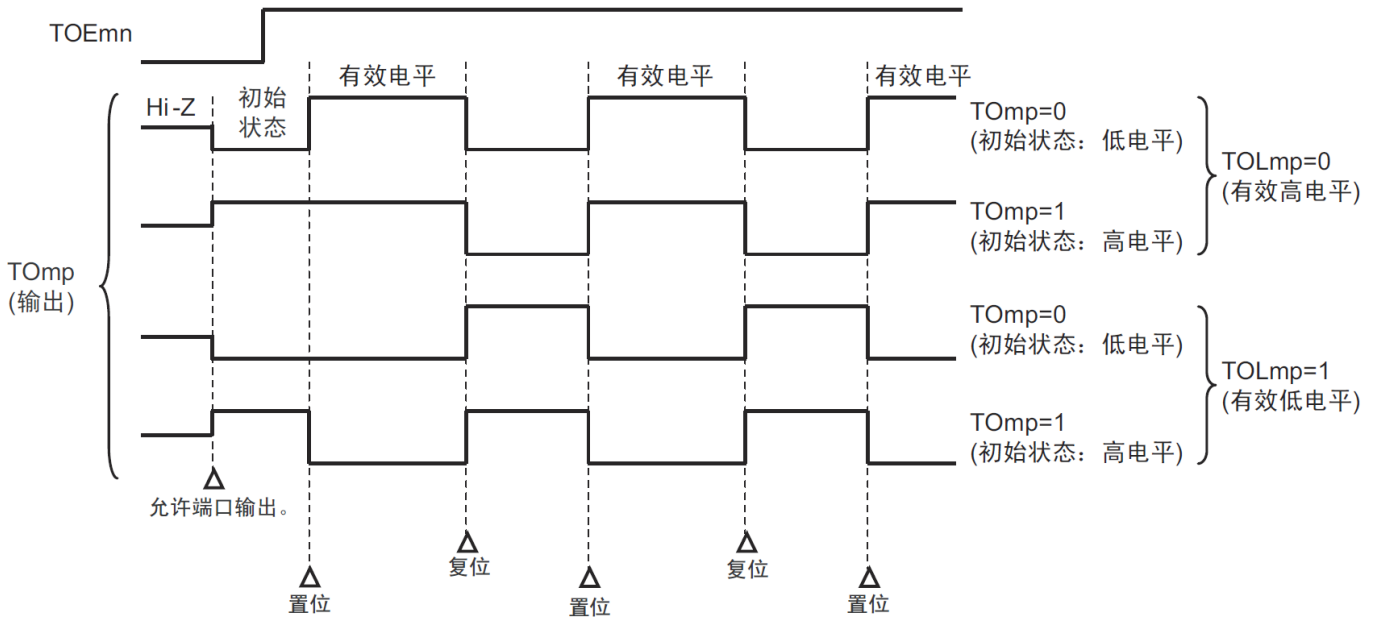 TOEmn
有效电平
有效电平
有效电平
Hi-Z
初始
状态
TOmp=0
(初始状态：低电平)
TOLmp=0
(有效高电平)
TOmp=1
(初始状态：高电平)
TOmp
(输出)
TOmp=0
(初始状态：低电平)
TOLmp=1
(有效低电平)
TOmp=1
(初始状态：高电平)
允许端口输出。
复位
复位
置位
置位
置位